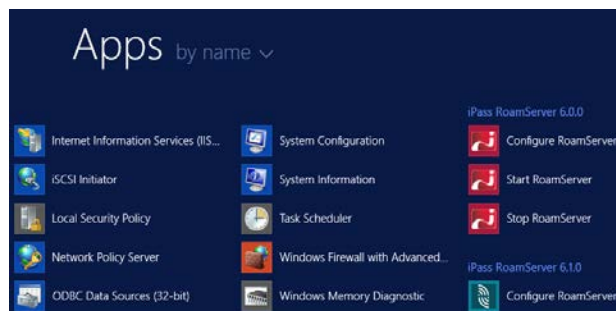 Apps by name
Internet Information Services (IIS...
iSCSI Initiator
Local Security Policy
Network Policy Server
ODBC Data Sources (32-bit)
System Configuration
System Information
Task Scheduler
Windows Firewall with Advanced...
Windows Memory Diagnostic
iPass RoamServer 6.0.0
Configure RoamServer
Start RoamServer
Stop RoamServer
iPass RoamServer 6.1.0
Configure RoamServer